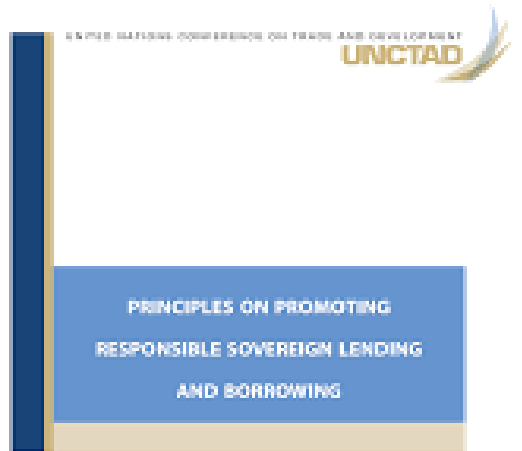 UNITED NATIONS CONFERENCE ON TRADE AND DEVELOPMENT
UNCTAD
PRINCIPLES ON PROMOTING
RESPONSIBLE SOVEREIGN LENDING
AND BORROWING